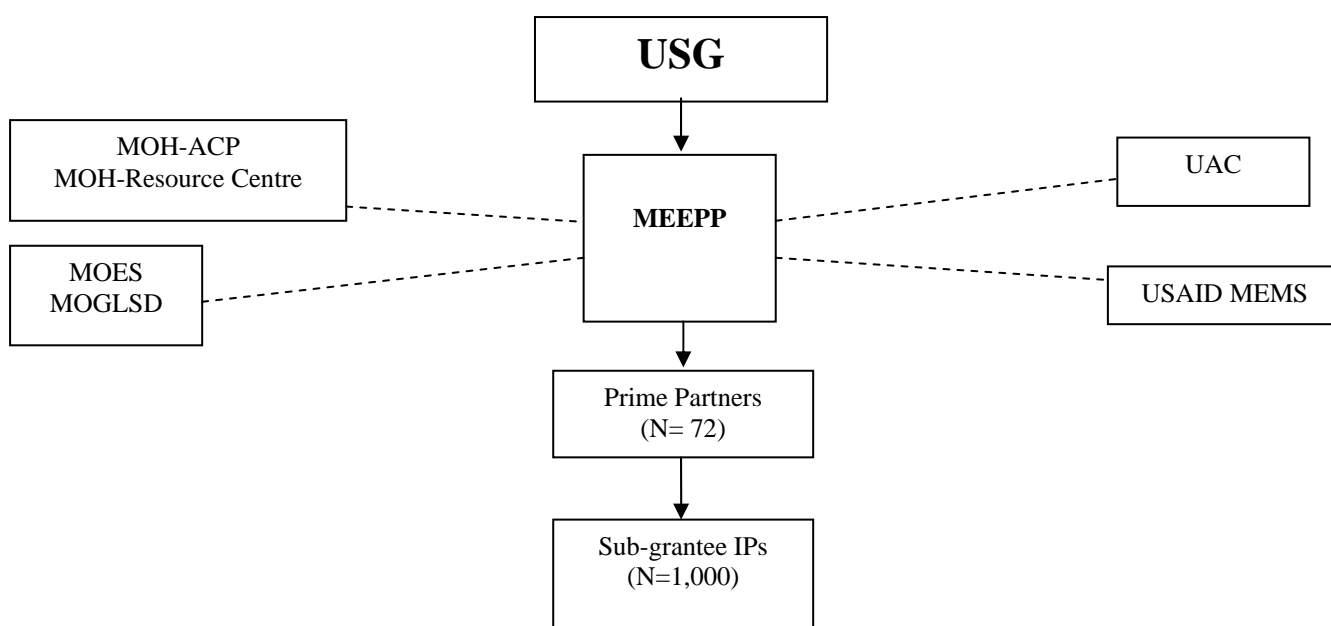 USG
MOH-ACP
MOH-Resource Centre
UAC
MEEPP
MOES
MOGLSD
USAID MEMS
Prime Partners
(N= 72)
Sub-grantee IPs
(N=1,000)